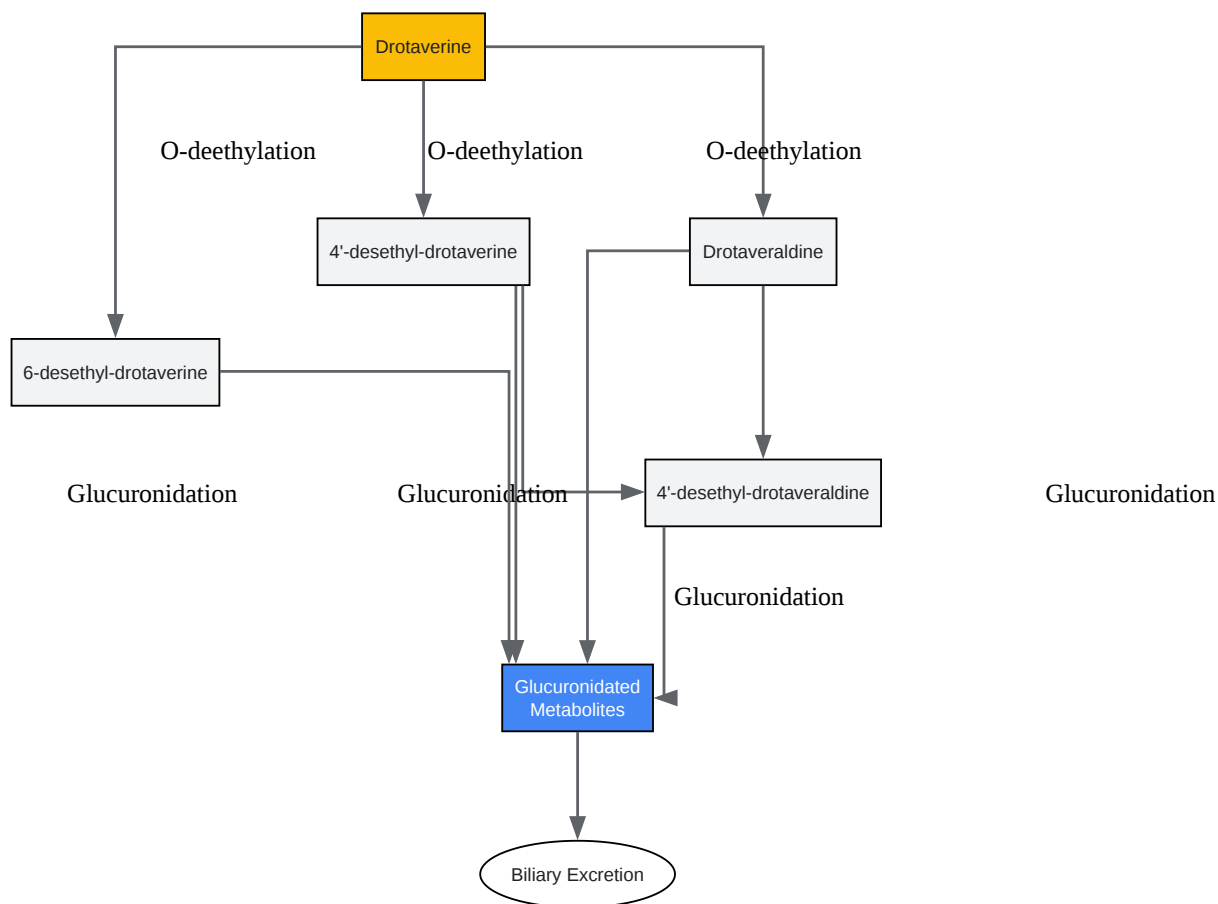 Drotaverine
O-deethylation
O-deethylation
O-deethylation
4'-desethyl-drotaverine
Drotaveraldine
6-desethyl-drotaverine
Glucuronidation
Glucuronidation
4'-desethyl-drotaveraldine
Glucuronidation
Glucuronidation
Glucuronidated
Metabolites
Biliary Excretion